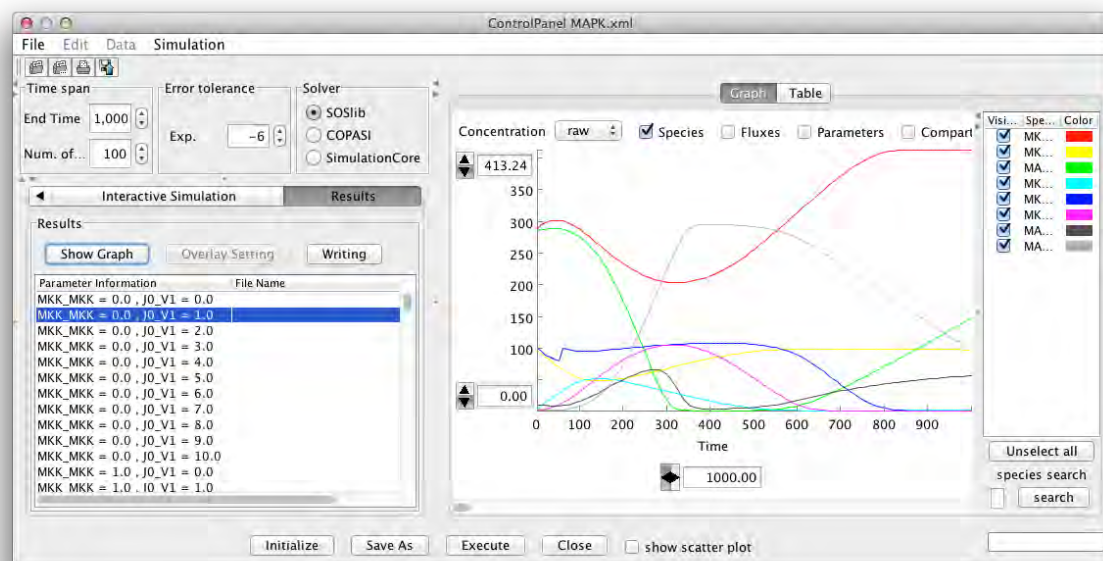 ControlPanel MAPK.xml
File Edit Data Simulation
Time span
End Time 1,000
Num. of... 100
Error tolerance
Exp. -6
Solver
SOSlib
COPASI
SimulationCore
Interactive Simulation Results
Results
Show Graph Overlay Setting Writing
Parameter Information File Name
MKK_MKK = 0.0 , J0_V1 = 0.0
MKK_MKK = 0.0 , J0_V1 = 1.0
MKK_MKK = 0.0 , J0_V1 = 2.0
MKK_MKK = 0.0 , J0_V1 = 3.0
MKK_MKK = 0.0 , J0_V1 = 4.0
MKK_MKK = 0.0 , J0_V1 = 5.0
MKK_MKK = 0.0 , J0_V1 = 6.0
MKK_MKK = 0.0 , J0_V1 = 7.0
MKK_MKK = 0.0 , J0_V1 = 8.0
MKK_MKK = 0.0 , J0_V1 = 9.0
MKK_MKK = 0.0 , J0_V1 = 10.0
MKK_MKK = 1.0 , J0_V1 = 0.0
MKK_MKK = 1.0 , J0_V1 = 1.0
Graph Table
Concentration raw Species Fluxes Parameters Compart
413.24
350
300
250
200
150
100
50
0.00
0 100 200 300 400 500 600 700 800 900
Time
1000.00
Visi... Spe... Color
MK...
MK...
MA...
MK...
MK...
MK...
MA...
MA...
Unselect all
species search
search
Initialize Save As Execute Close show scatter plot